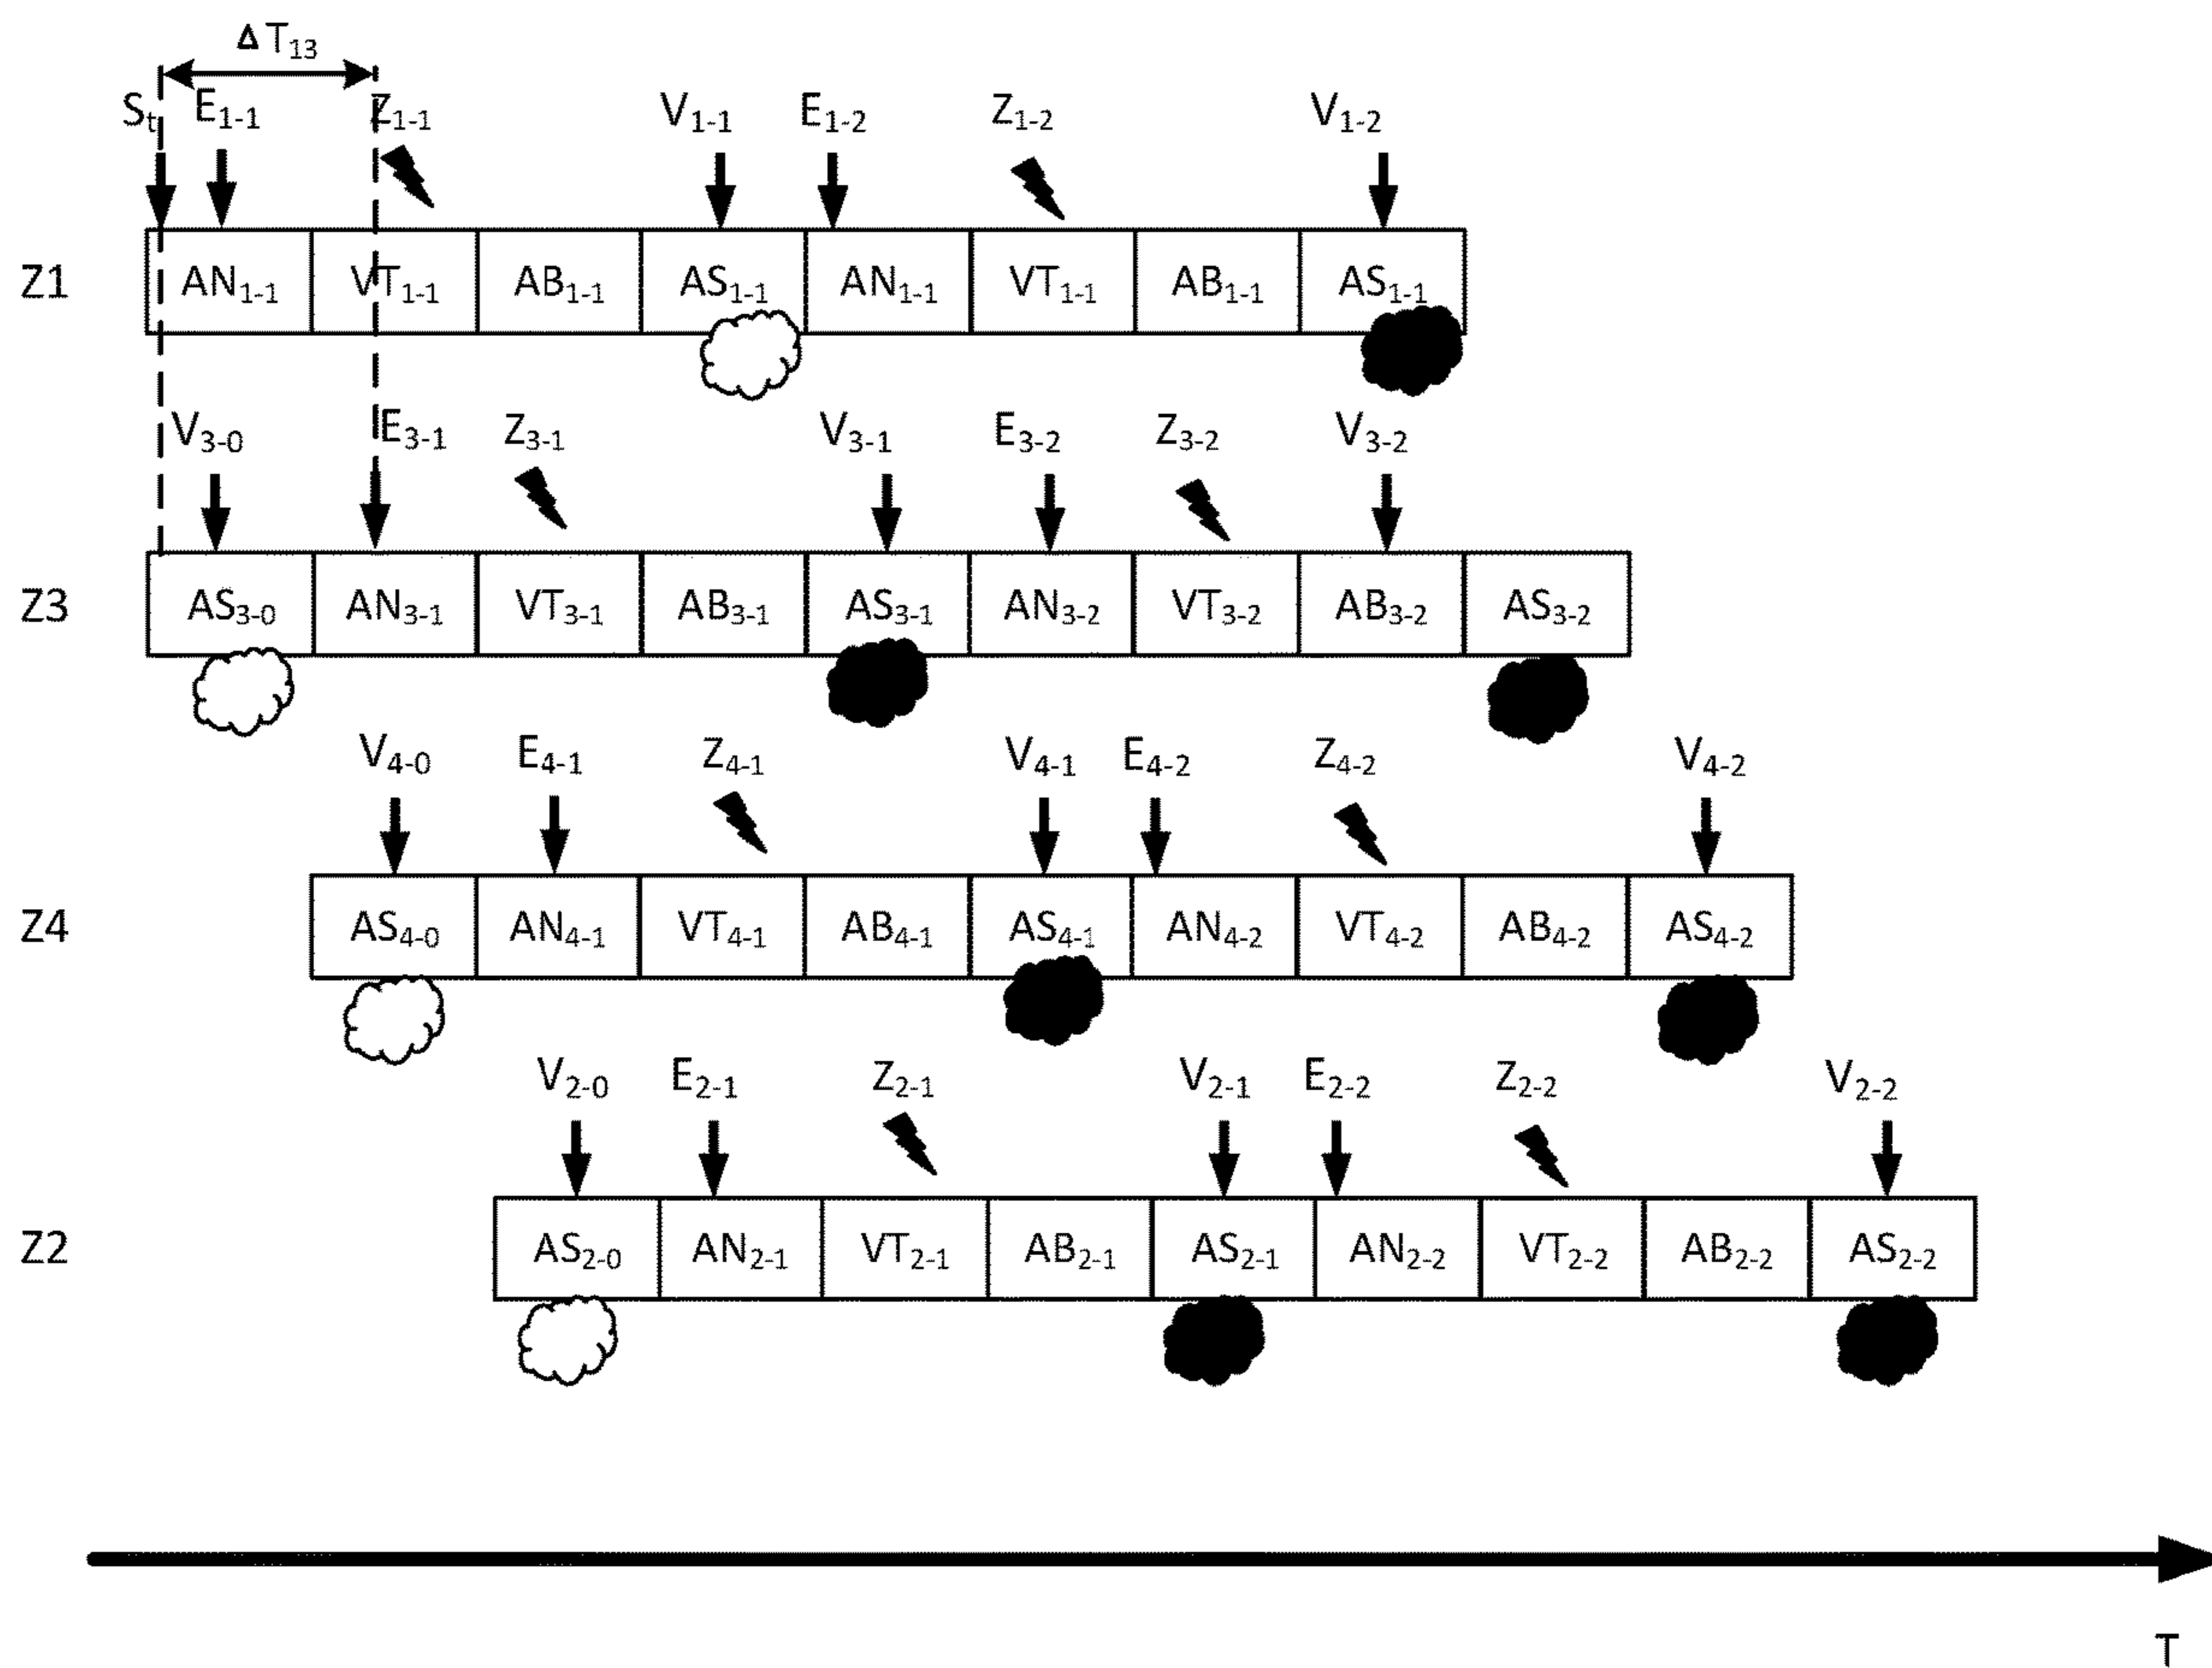 Δ T₁₃
Sₜ E₁₋₁ Z₁₋₁ V₁₋₁ E₁₋₂ Z₁₋₂ V₁₋₂
Z1 AN₁₋₁ VT₁₋₁ AB₁₋₁ AS₁₋₁ AN₁₋₁ VT₁₋₁ AB₁₋₁ AS₁₋₁
V₃₋₀ E₃₋₁ Z₃₋₁ V₃₋₁ E₃₋₂ Z₃₋₂ V₃₋₂
Z3 AS₃₋₀ AN₃₋₁ VT₃₋₁ AB₃₋₁ AS₃₋₁ AN₃₋₂ VT₃₋₂ AB₃₋₂ AS₃₋₂
V₄₋₀ E₄₋₁ Z₄₋₁ V₄₋₁ E₄₋₂ Z₄₋₂ V₄₋₂
Z4 AS₄₋₀ AN₄₋₁ VT₄₋₁ AB₄₋₁ AS₄₋₁ AN₄₋₂ VT₄₋₂ AB₄₋₂ AS₄₋₂
V₂₋₀ E₂₋₁ Z₂₋₁ V₂₋₁ E₂₋₂ Z₂₋₂ V₂₋₂
Z2 AS₂₋₀ AN₂₋₁ VT₂₋₁ AB₂₋₁ AS₂₋₁ AN₂₋₂ VT₂₋₂ AB₂₋₂ AS₂₋₂
T